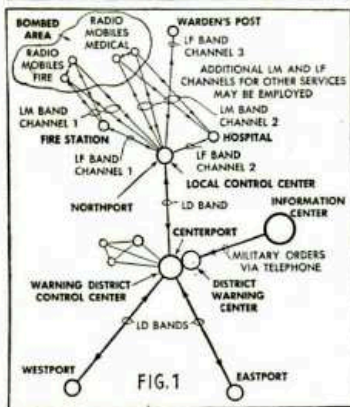 BOMBED
AREA
RADIO
MOBILES
MEDICAL
RADIO
MOBILES
FIRE
WARDEN'S POST
LF BAND
CHANNEL 3
ADDITIONAL LM AND LF
CHANNELS FOR OTHER SERVICES
MAY BE EMPLOYED
LM BAND
CHANNEL 1
LM BAND
CHANNEL 2
FIRE STATION
HOSPITAL
LF BAND
CHANNEL 1
LF BAND
CHANNEL 2
LOCAL CONTROL CENTER
NORTHPORT
LD BAND
INFORMATION
CENTER
CENTERPORT
MILITARY ORDERS
VIA TELEPHONE
WARNING DISTRICT
CONTROL CENTER
DISTRICT
WARNING
CENTER
LD BANDS
WESTPORT
EASTPORT
FIG. 1